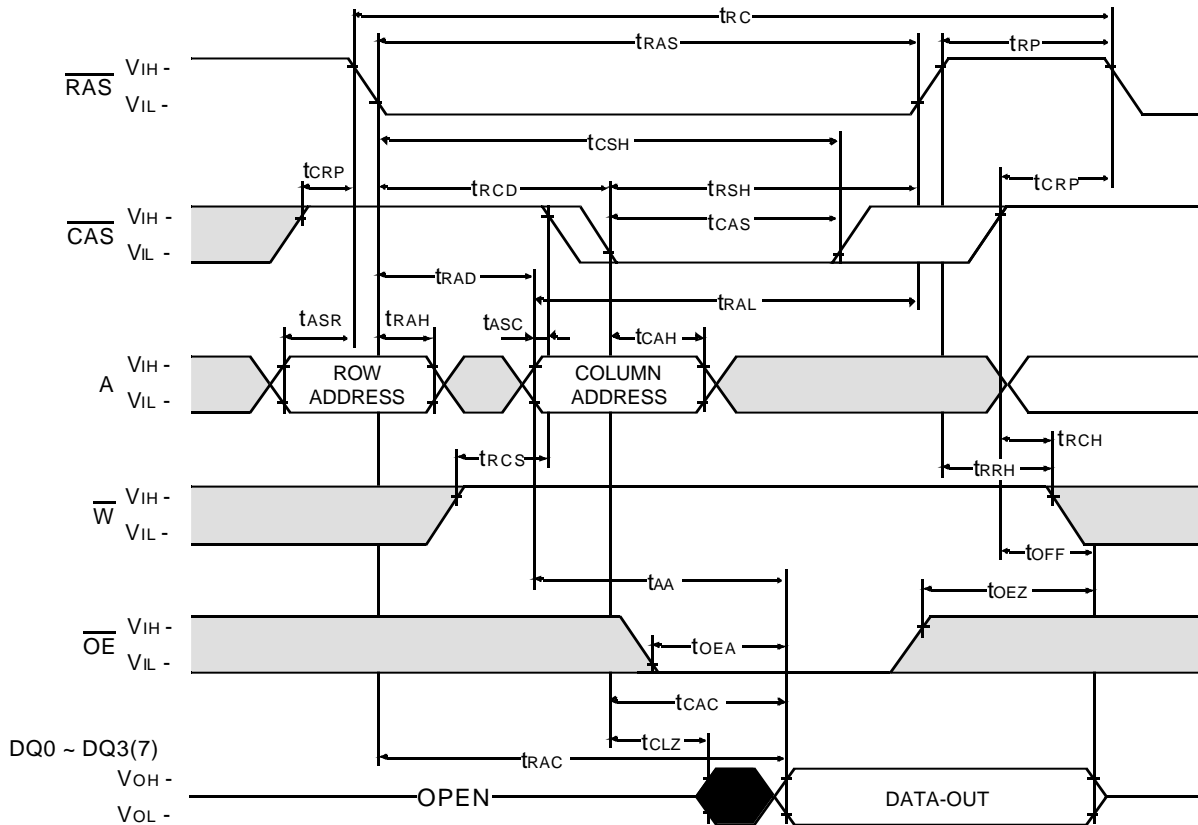 tRC
tRAS
tRP
RAS
VIH -
VIL -
tCSH
tCRP
tRCD
tRSH
tCRP
CAS
VIH -
VIL -
tCAS
tRAD
tRAL
tASR
tRAH
tASC
tCAH
A
VIH -
VIL -
ROW
ADDRESS
COLUMN
ADDRESS
tRCS
tRCH
tRRH
W
VIH -
VIL -
tOFF
tAA
tOEZ
OE
VIH -
VIL -
tOEA
tCAC
DQ0 ~ DQ3(7)
tCLZ
tRAC
VOH -
VOL -
OPEN
DATA-OUT